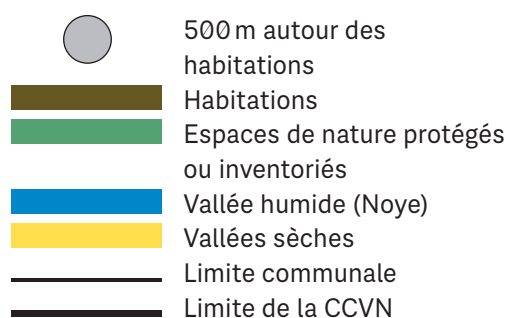 500 m autour des
habitations
Habitations
Espaces de nature protégés
ou inventoriés
Vallée humide (Noye)
Vallées sèches
Limite communale
Limite de la CCVN